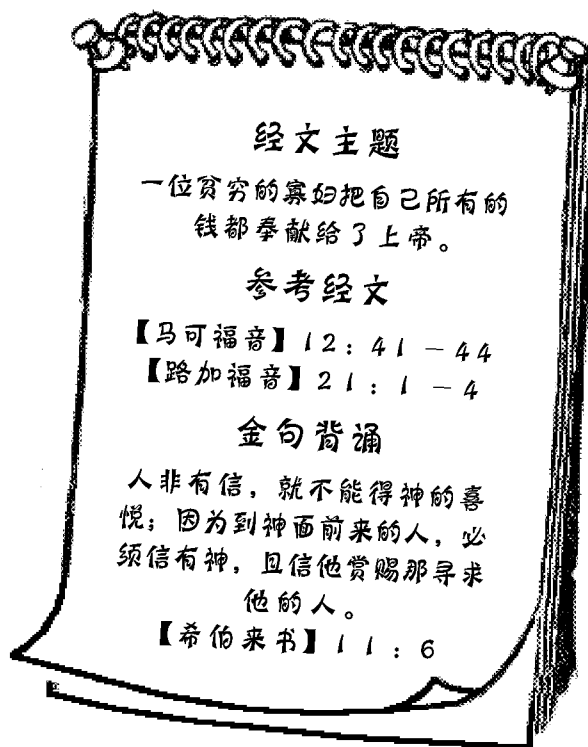 经文主题
一位贫穷的寡妇把自己所有的
钱都奉献给了上帝。
参考经文
【马可福音】12：41－44
【路加福音】21：1－4
金句背诵
人非有信，就不能得神的喜
悦；因为到神面前来的人，必
须信有神，且信他赏赐那寻求
他的人。
【希伯来书】11：6